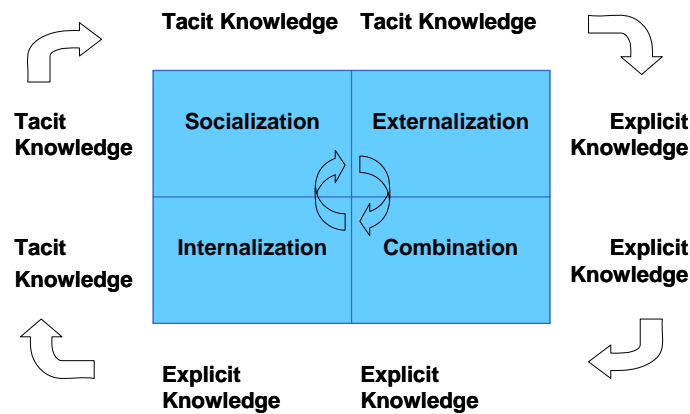 Tacit Knowledge Tacit Knowledge
Tacit
Knowledge
Socialization
Externalization
Explicit
Knowledge
Tacit
Knowledge
Internalization
Combination
Explicit
Knowledge
Explicit
Knowledge
Explicit
Knowledge